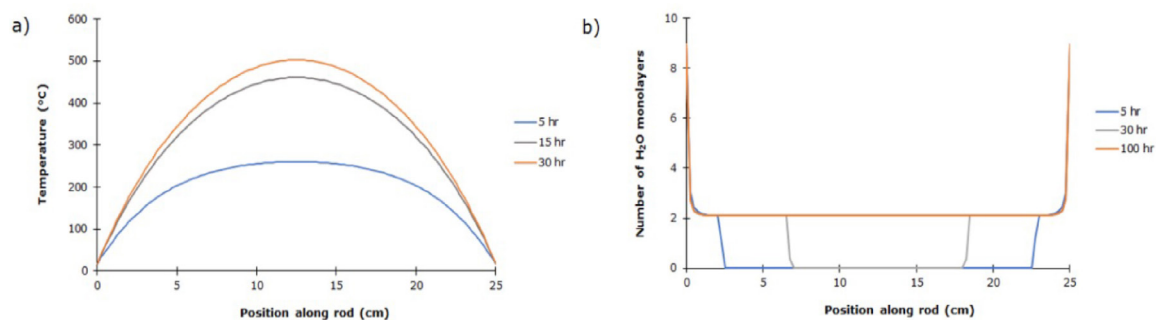 a)
Temperature (°C)
600
500
400
300
200
100
0
0 5 10 15 20 25
Position along rod (cm)
5 hr
15 hr
30 hr
b)
Number of H₂O monolayers
10
8
6
4
2
0
0 5 10 15 20 25
Position along rod (cm)
5 hr
30 hr
100 hr